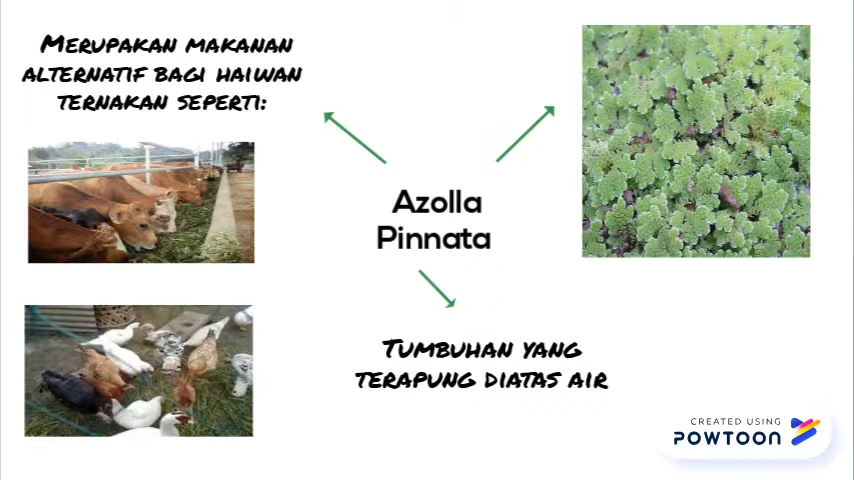 Merupakan makanan
alternatif bagi haiwan
ternakan seperti:
Azolla
Pinnata
Tumbuhan yang
terapung diatas air
CREATED USING
POWTOON